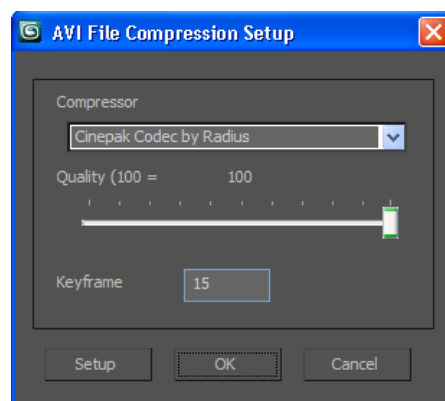 AVI File Compression Setup
Compressor
Cinepak Codec by Radius
Quality (100 = 100
Keyframe 15
Setup OK Cancel